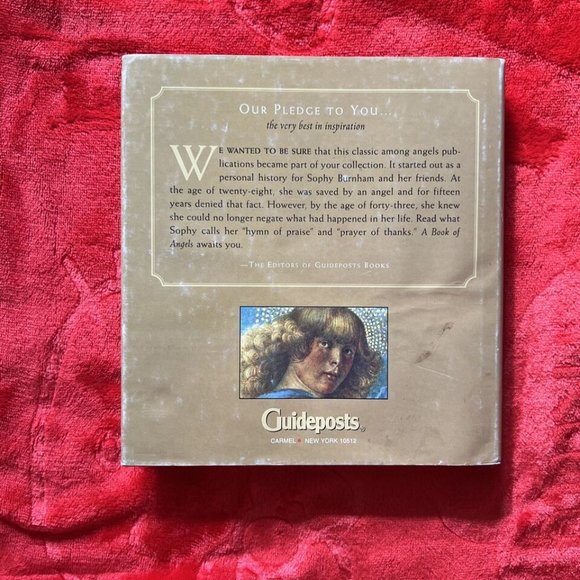 OUR PLEDGE TO YOU....
the very best in inspiration
WE WANTED TO BE SURE that this classic among angels pub-
lications became part of your collection. It started out as a
personal history for Sophy Burnham and her friends. At
the age of twenty-eight, she was saved by an angel and for fifteen
years denied that fact. However, by the age of forty-three, she knew
she could no longer negate what had happened in her life. Read what
Sophy calls her "hymn of praise" and "prayer of thanks." A Book of
Angels awaits you.
—THE EDITORS OF GUIDEPOSTS BOOKS
Guideposts®
CARMEL • NEW YORK 10512